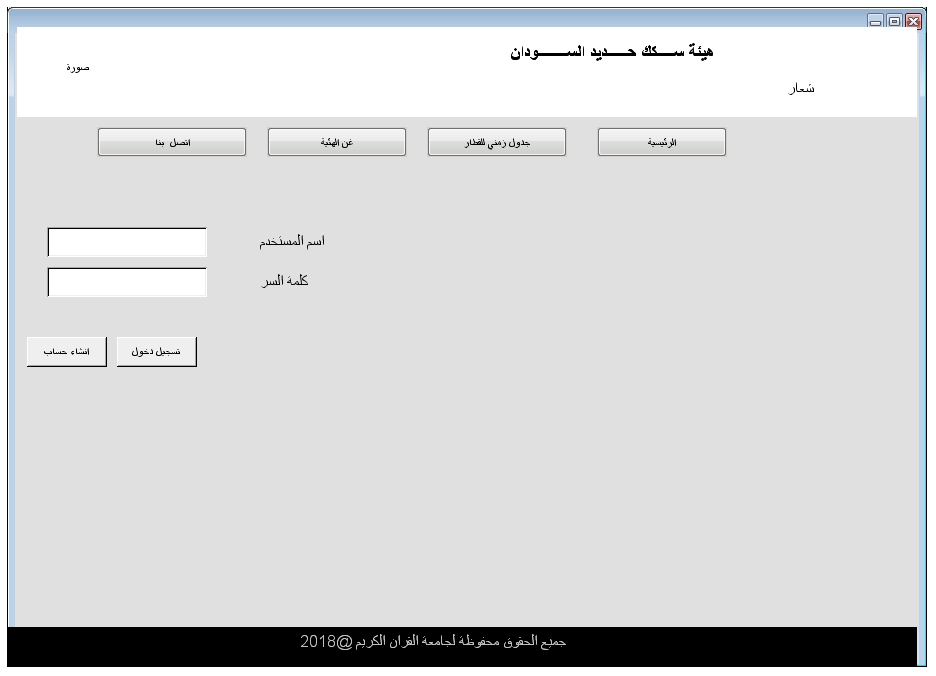 هيئة ســـكك حـــديد الســـــودان
صورة
شعار
الرئيسية
جدول زمني للقطار
عن الهئية
اتصل بنا
اسم المستخدم
كلمة السر
تسجيل دخول
انشاء حساب
جميع الحقوق محفوظة لجامعة القران الكريم @2018